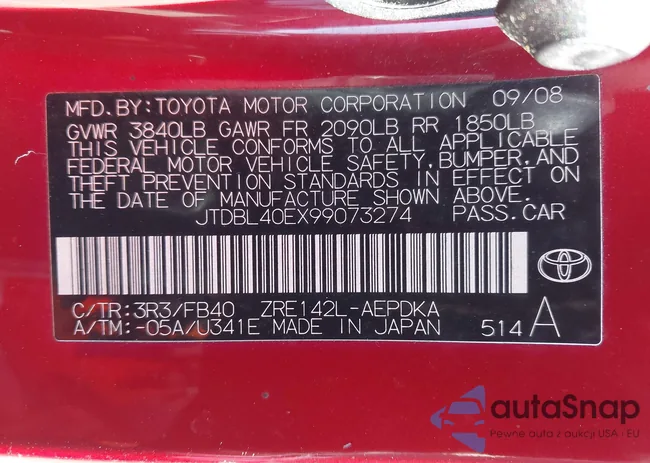 MFD. BY: TOYOTA MOTOR CORPORATION 09/08
GVWR 3840LB GAWR FR 2090LB RR 1850LB
THIS VEHICLE CONFORMS TO ALL APPLICABLE
FEDERAL MOTOR VEHICLE SAFETY, BUMPER, AND
THEFT PREVENTION STANDARDS IN EFFECT ON
THE DATE OF MANUFACTURE SHOWN ABOVE.
JTDBL40EX99073274 PASS. CAR
C/TR: 3R3/FB40 ZRE142L-AEPDKA
A/TM: -05A/U341E MADE IN JAPAN 514 A
autaSnap
Pewne auta z aukcji USA - EU